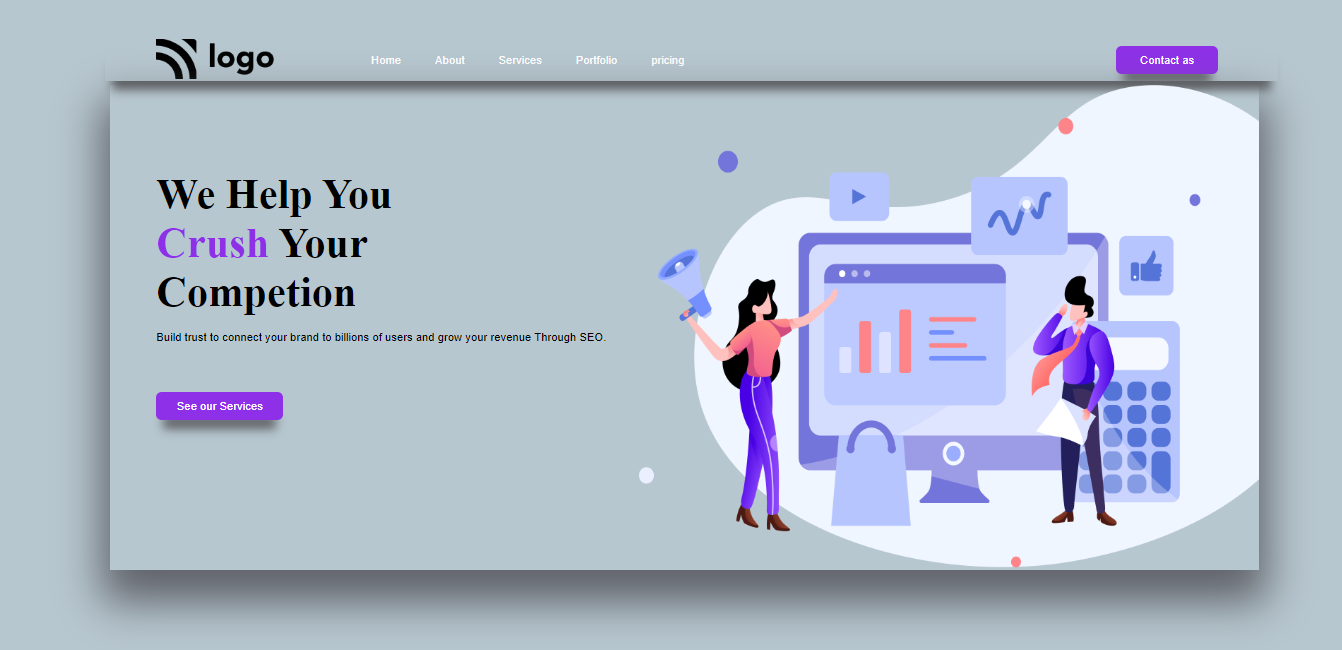 logo
Home About Services Portfolio pricing
Contact as
We Help You
Crush Your
Competion
Build trust to connect your brand to billions of users and grow your revenue Through SEO.
See our Services